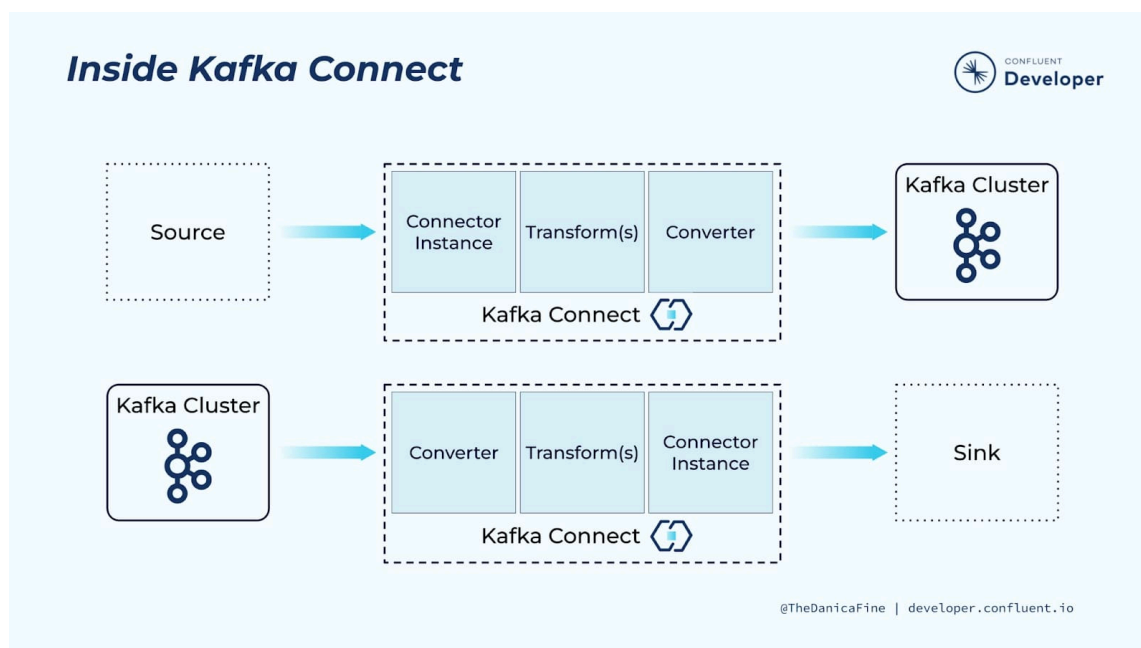 Inside Kafka Connect
CONFLUENT
Developer
Source
Connector
Instance
Transform(s)
Converter
Kafka Connect
Kafka Cluster
Kafka Cluster
Converter
Transform(s)
Connector
Instance
Kafka Connect
Sink
@TheDanicaFine | developer.confluent.io